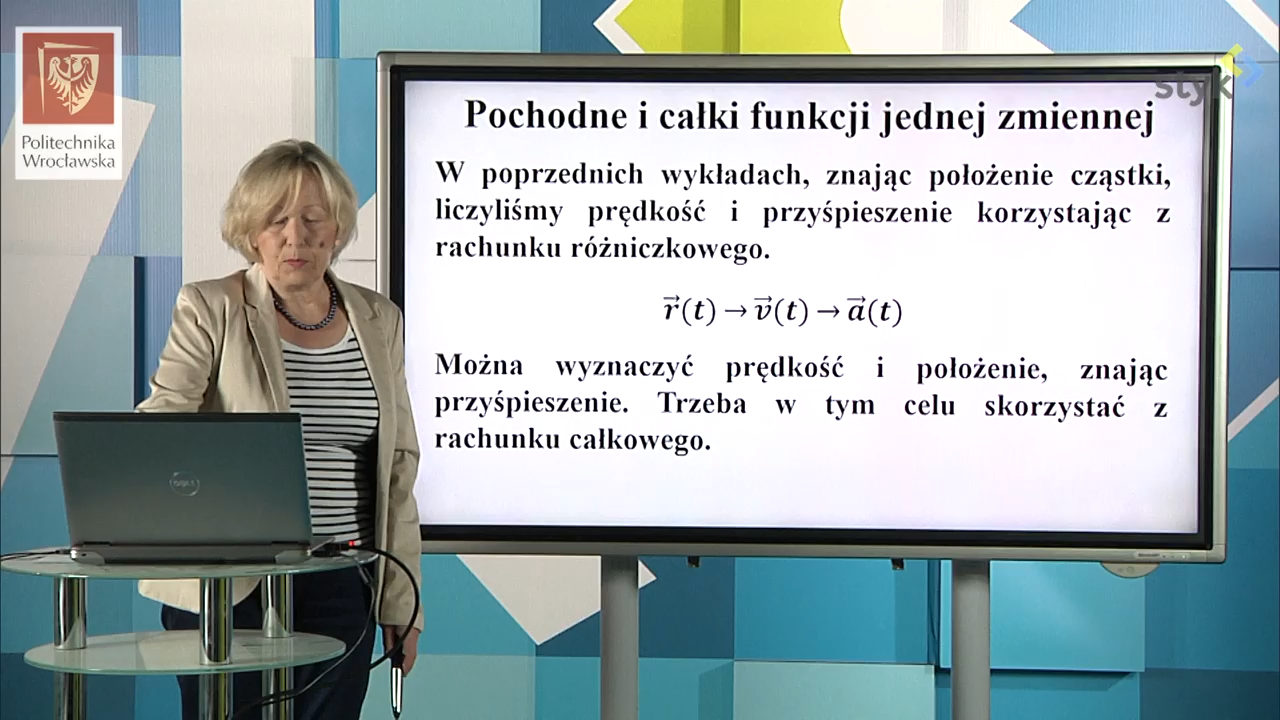 Politechnika
Wrocławska
styk
Pochodne i całki funkcji jednej zmiennej
W poprzednich wykładach, znając położenie cząstki,
liczyliśmy prędkość i przyśpieszenie korzystając z
rachunku różniczkowego.
r⃗(t) → v⃗(t) → a⃗(t)
Można wyznaczyć prędkość i położenie, znając
przyśpieszenie. Trzeba w tym celu skorzystać z
rachunku całkowego.
DELL